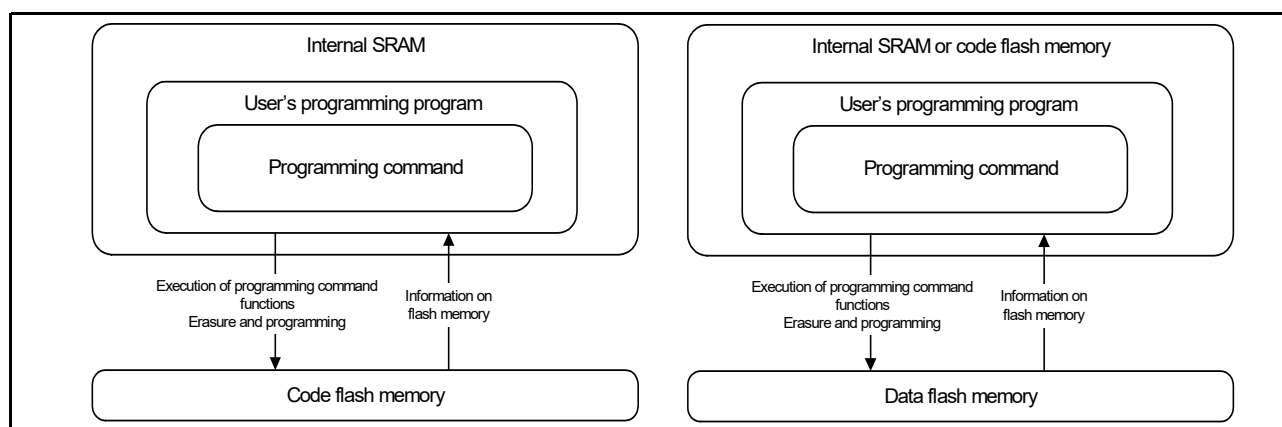 Internal SRAM
User's programming program
Programming command
Execution of programming command
functions
Erasure and programming
Information on
flash memory
Code flash memory
Internal SRAM or code flash memory
User's programming program
Programming command
Execution of programming command
functions
Erasure and programming
Information on
flash memory
Data flash memory